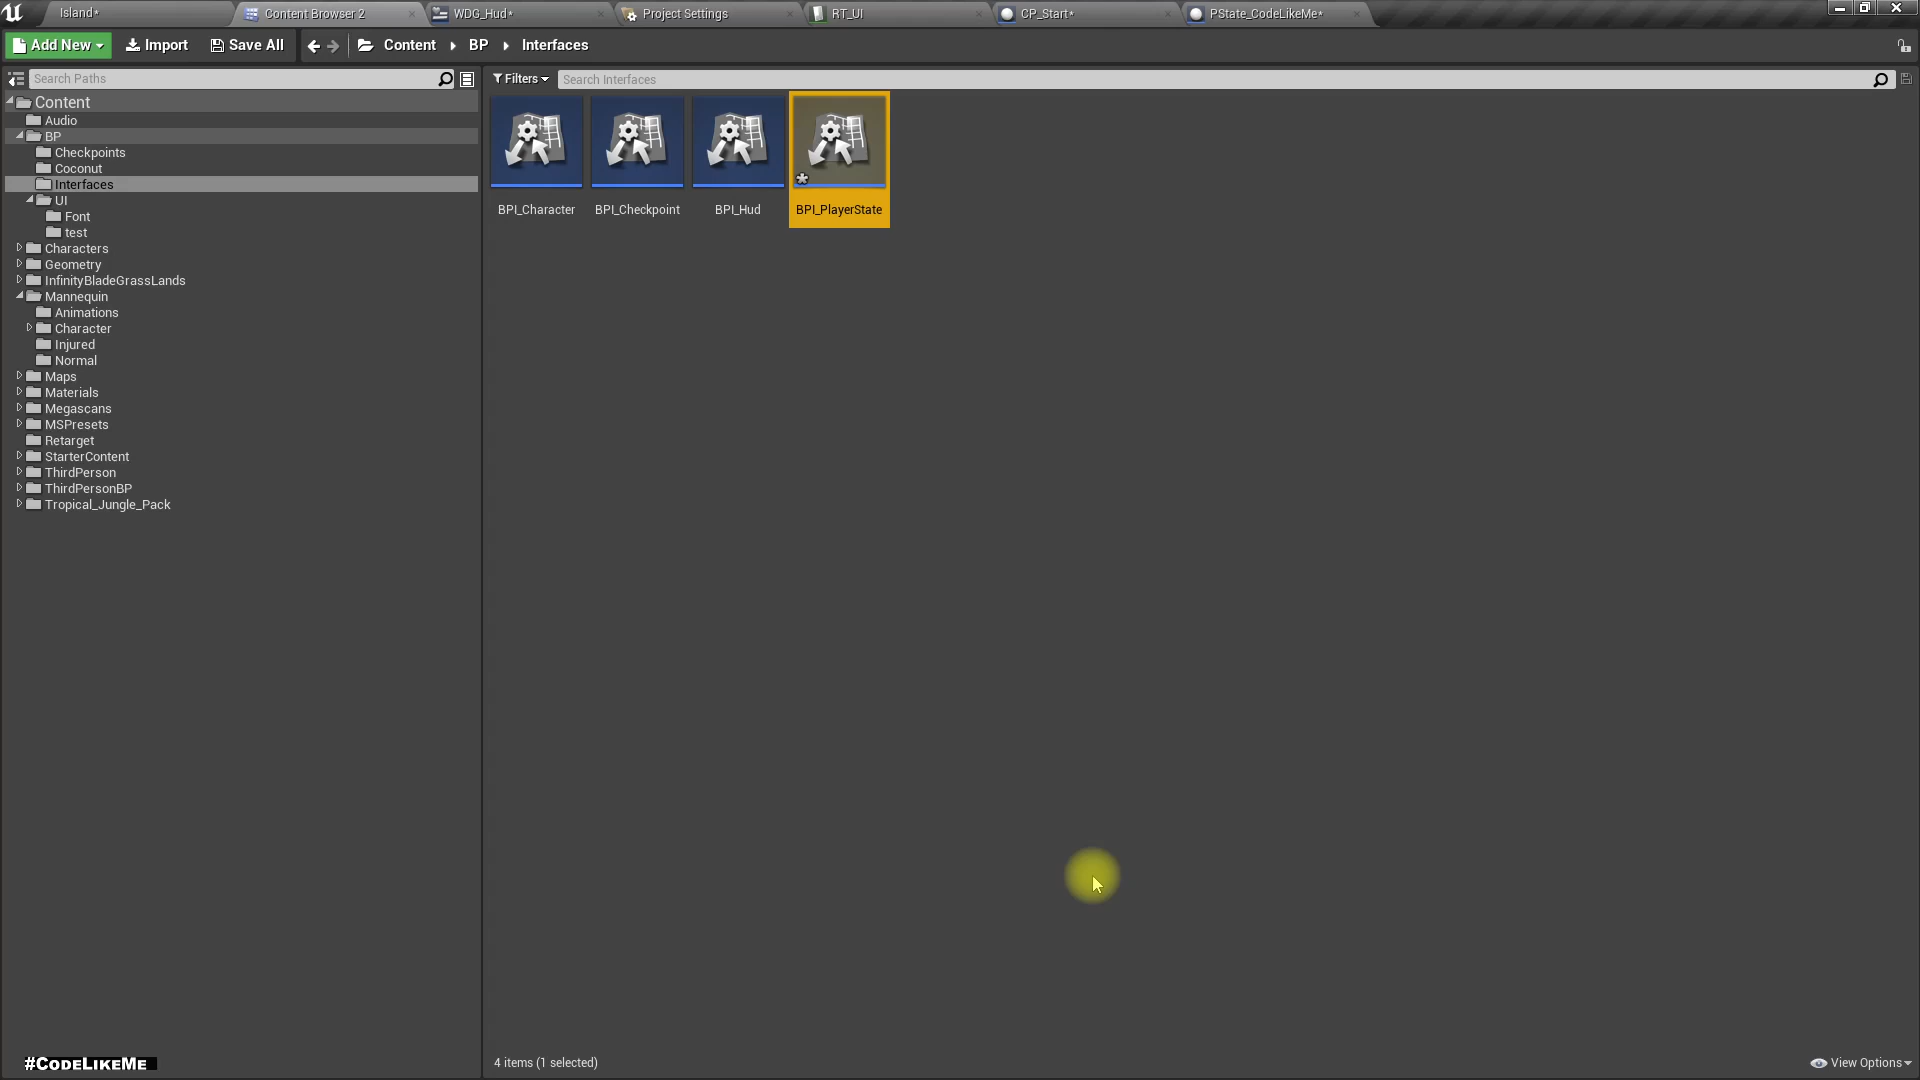 Island*
Content Browser 2
WDG_Hud*
Project Settings
RT_UI
CP_Start*
PState_CodeLikeMe*
Add New
Import
Save All
Content
BP
Interfaces
Search Paths
Filters
Search Interfaces
Content
Audio
BP
Checkpoints
Coconut
Interfaces
UI
Font
test
Characters
Geometry
InfinityBladeGrassLands
Mannequin
Animations
Character
Injured
Normal
Maps
Materials
Megascans
MSPresets
Retarget
StarterContent
ThirdPerson
ThirdPersonBP
Tropical_Jungle_Pack
BPI_Character
BPI_Checkpoint
BPI_Hud
BPI_PlayerState
#CodeLikeMe
4 items (1 selected)
View Options